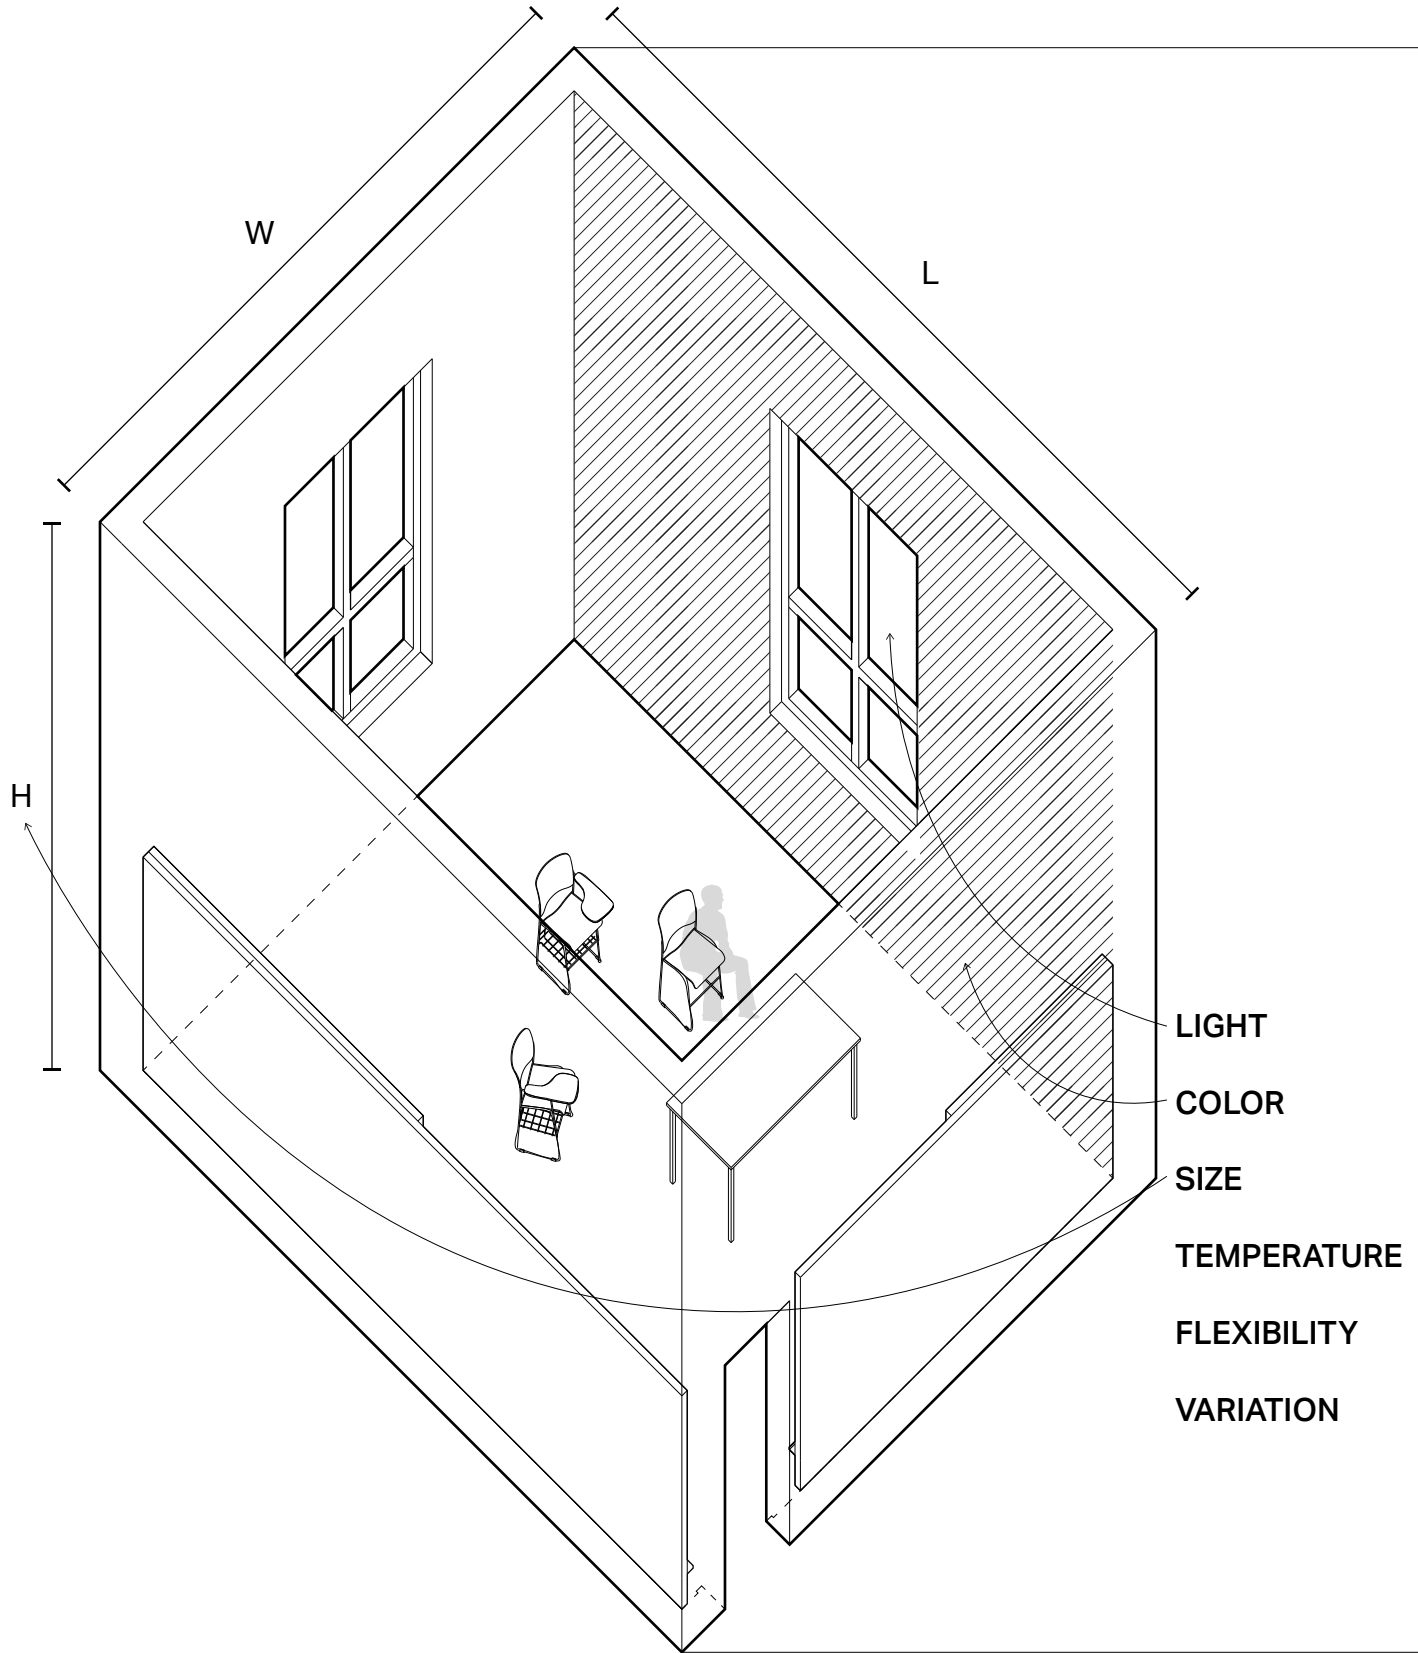 W
L
H
LIGHT
COLOR
SIZE
TEMPERATURE
FLEXIBILITY
VARIATION